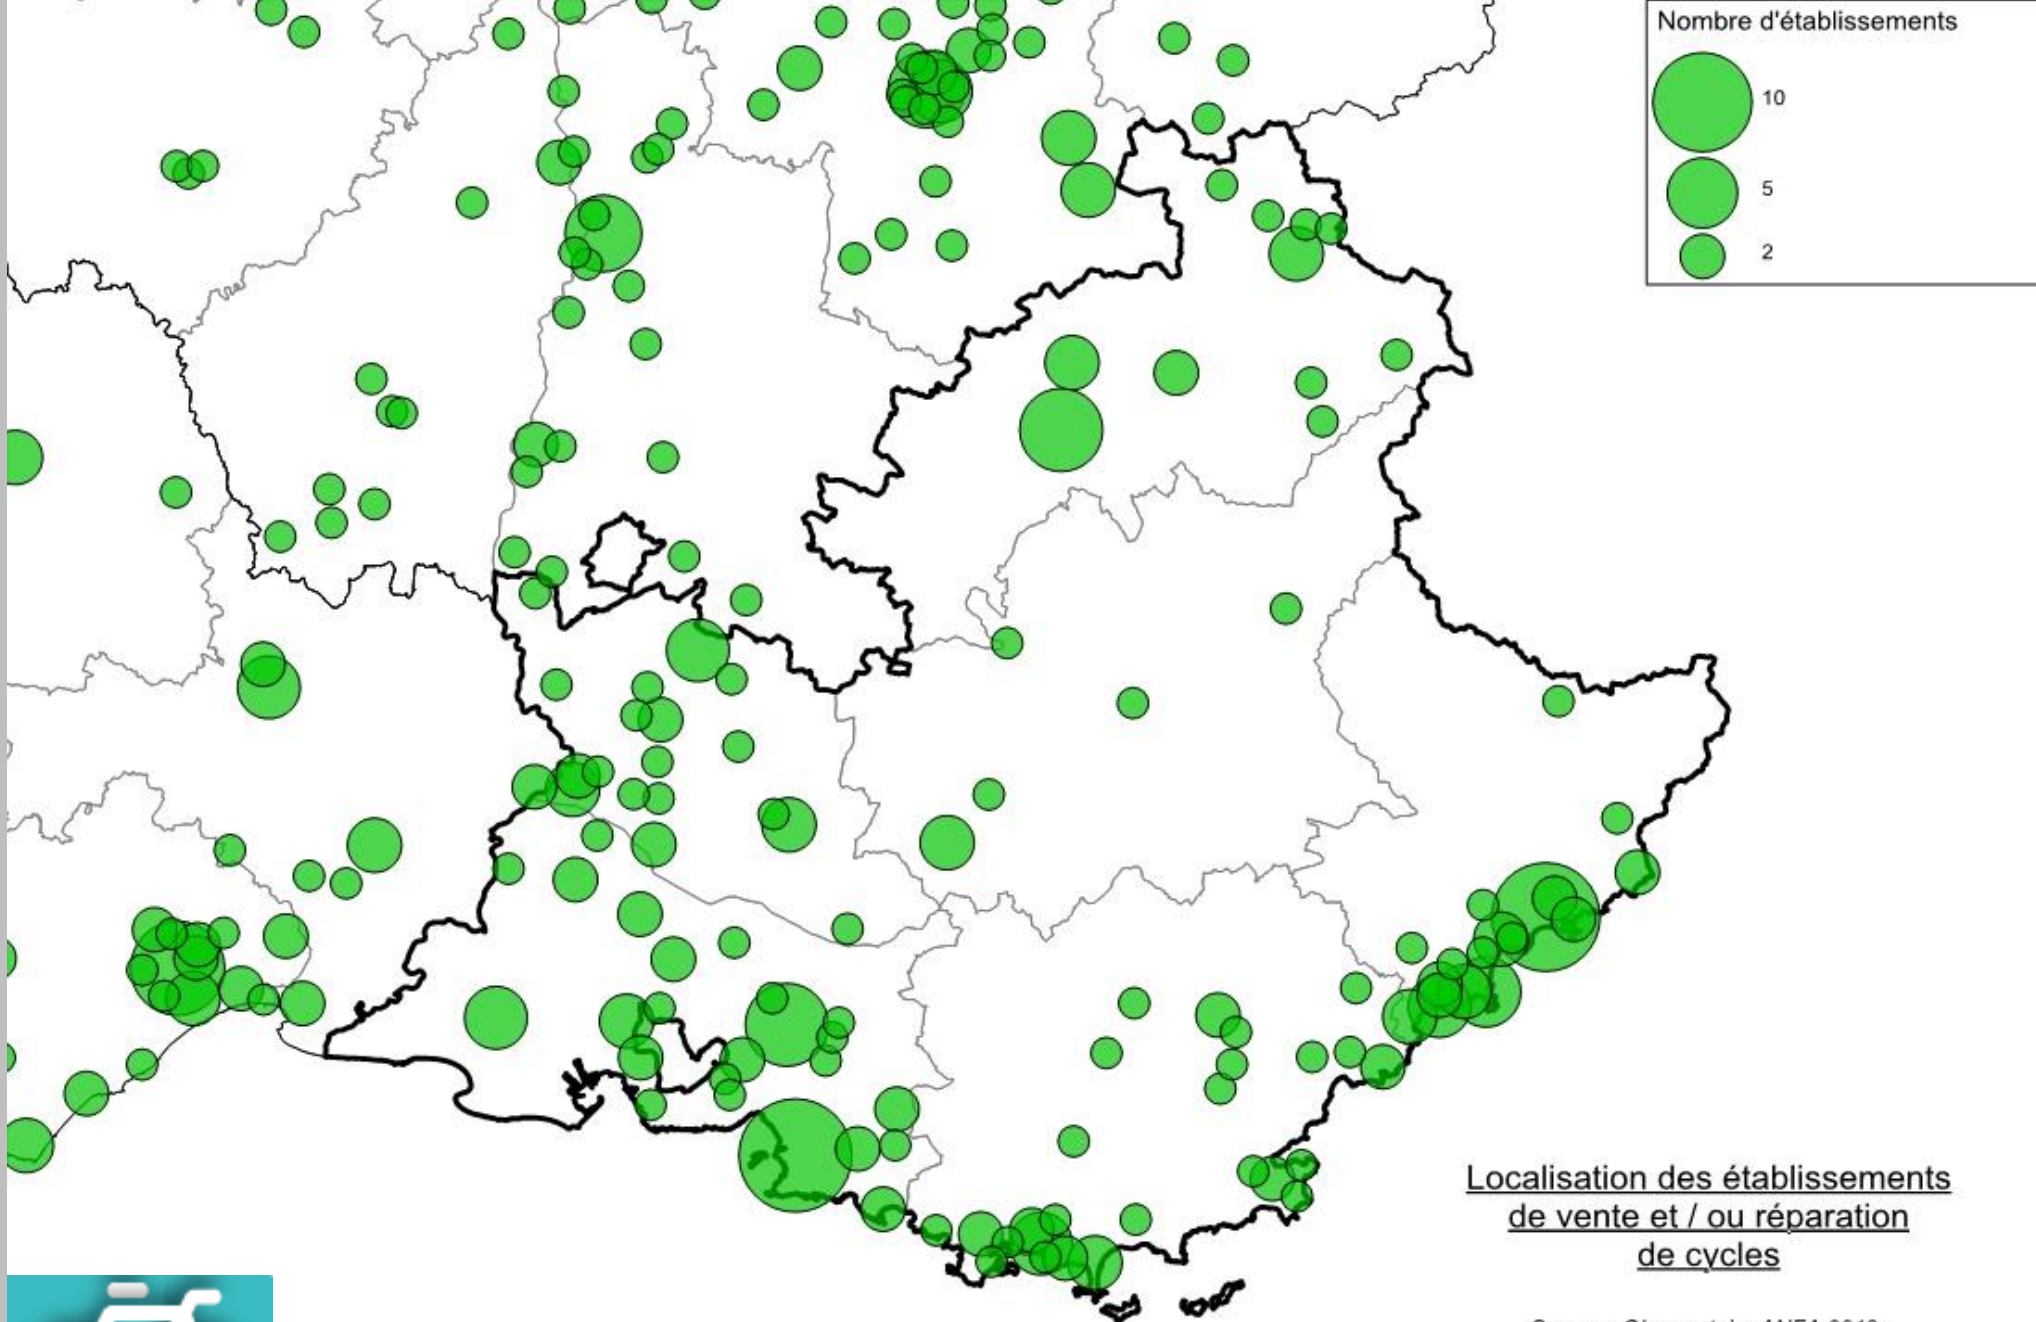 Nombre d'établissements
10
5
2
Localisation des établissements
de vente et / ou réparation
de cycles